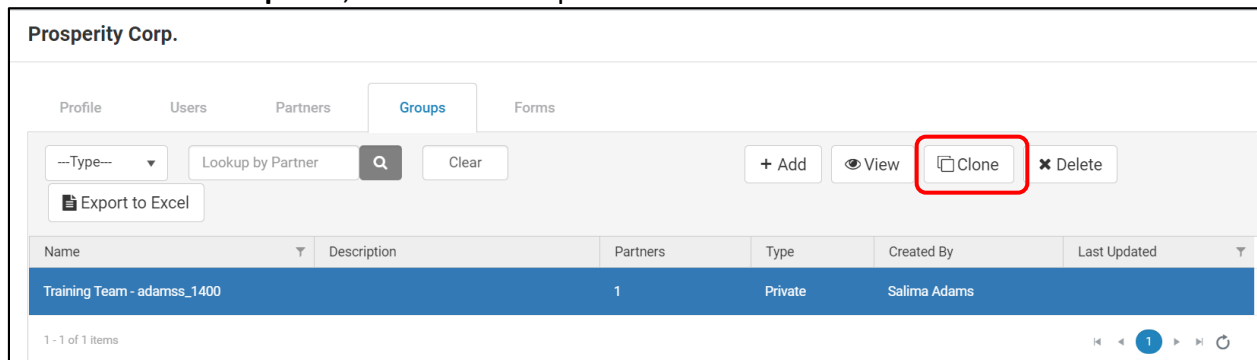 Prosperity Corp.
Profile Users Partners Groups Forms
---Type--- Lookup by Partner Clear + Add View Clone Delete
Export to Excel
Name Description Partners Type Created By Last Updated
Training Team - adamss_1400 1 Private Salima Adams
1 - 1 of 1 items 1